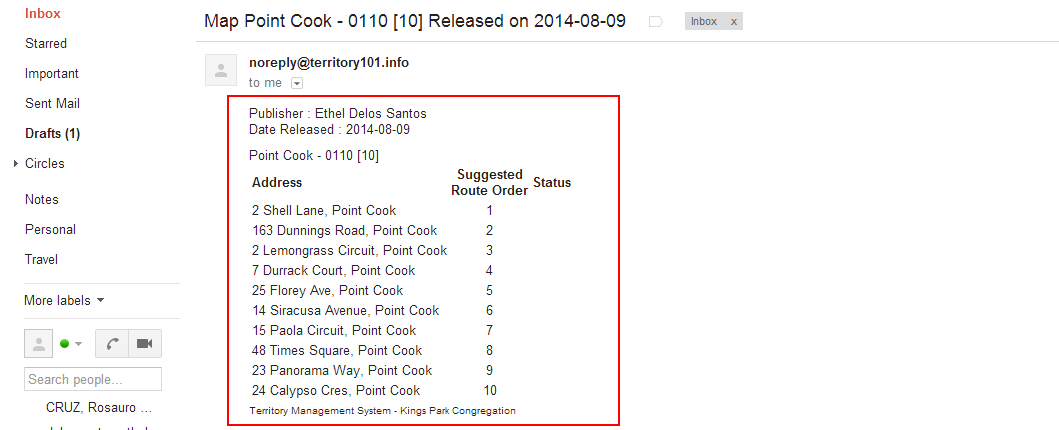 Inbox
Starred
Important
Sent Mail
Drafts (1)
Circles
Notes
Personal
Travel
More labels
Search people...
CRUZ, Rosauro ...
Map Point Cook - 0110 [10] Released on 2014-08-09 Inbox x
noreply@territory101.info
to me
Publisher : Ethel Delos Santos
Date Released : 2014-08-09
Point Cook - 0110 [10]
Address Suggested Route Order Status
2 Shell Lane, Point Cook 1
163 Dunnings Road, Point Cook 2
2 Lemongrass Circuit, Point Cook 3
7 Durrack Court, Point Cook 4
25 Florey Ave, Point Cook 5
14 Siracusa Avenue, Point Cook 6
15 Paola Circuit, Point Cook 7
48 Times Square, Point Cook 8
23 Panorama Way, Point Cook 9
24 Calypso Cres, Point Cook 10
Territory Management System - Kings Park Congregation